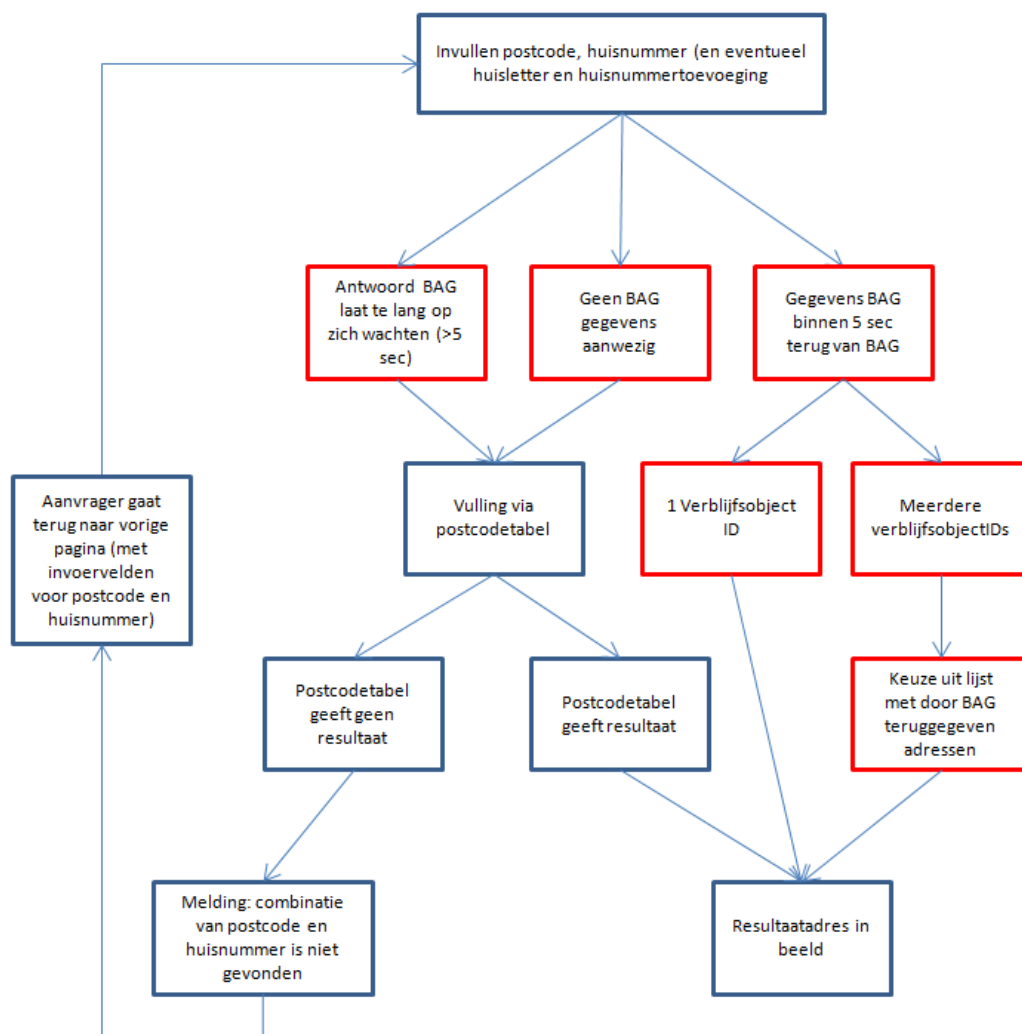 Invullen postcode, huisnummer (en eventueel
huisletter en huisnummertoevoeging
Antwoord BAG
laat te lang op
zich wachten (>5
sec)
Geen BAG
gegevens
aanwezig
Gegevens BAG
binnen 5 sec
terug van BAG
Aanvrager gaat
terug naar vorige
pagina (met
invoervelden
voor postcode en
huisnummer)
Vulling via
postcodetabel
1 Verblijfsobject
ID
Meerdere
verblijfsobjectIDs
Postcodetabel
geeft geen
resultaat
Postcodetabel
geeft resultaat
Keuze uit lijst
met door BAG
teruggegeven
adressen
Melding: combinatie
van postcode en
huisnummer is niet
gevonden
Resultaatadres in
beeld